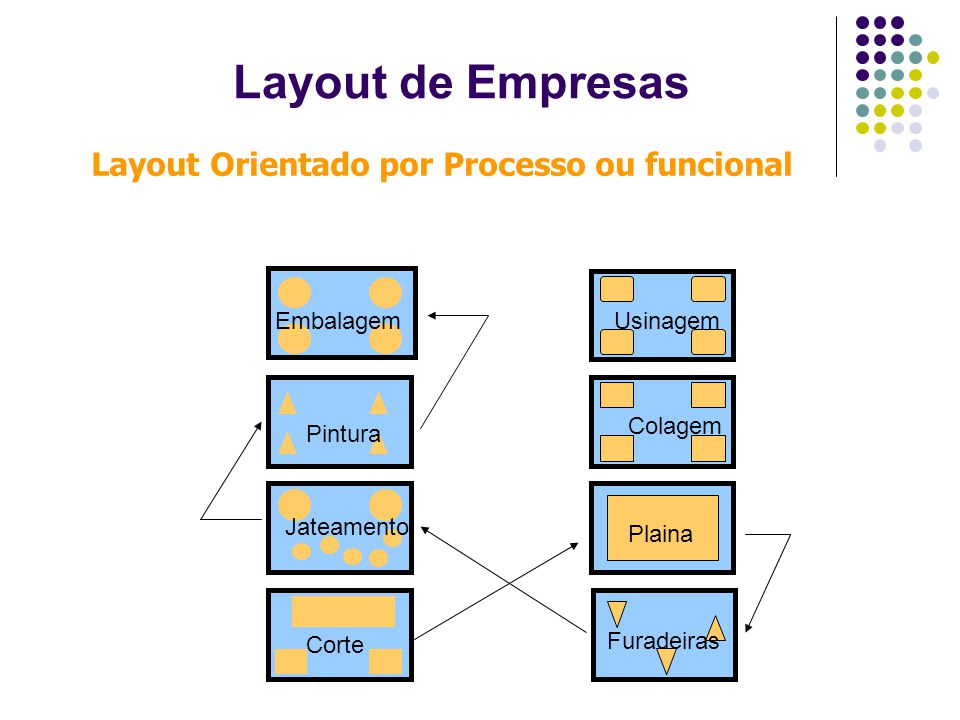 Layout de Empresas
Layout Orientado por Processo ou funcional
Embalagem
Usinagem
Pintura
Colagem
Jateamento
Plaina
Corte
Furadeiras